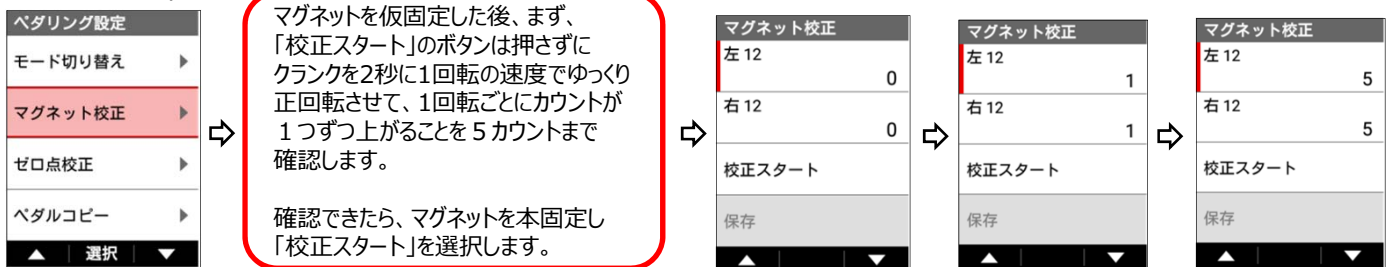 ペダリング設定
モード切り替え
マグネット校正
ゼロ点校正
ペダルコピー
選択
マグネットを仮固定した後、まず、
「校正スタート」のボタンは押さずに
クランクを2秒に1回転の速度でゆっくり
正回転させて、1回転ごとにカウントが
１つずつ上がることを５カウントまで
確認します。
確認できたら、マグネットを本固定し
「校正スタート」を選択します。
マグネット校正
左 12
0
右 12
0
校正スタート
保存
マグネット校正
左 12
1
右 12
1
校正スタート
保存
マグネット校正
左 12
5
右 12
5
校正スタート
保存